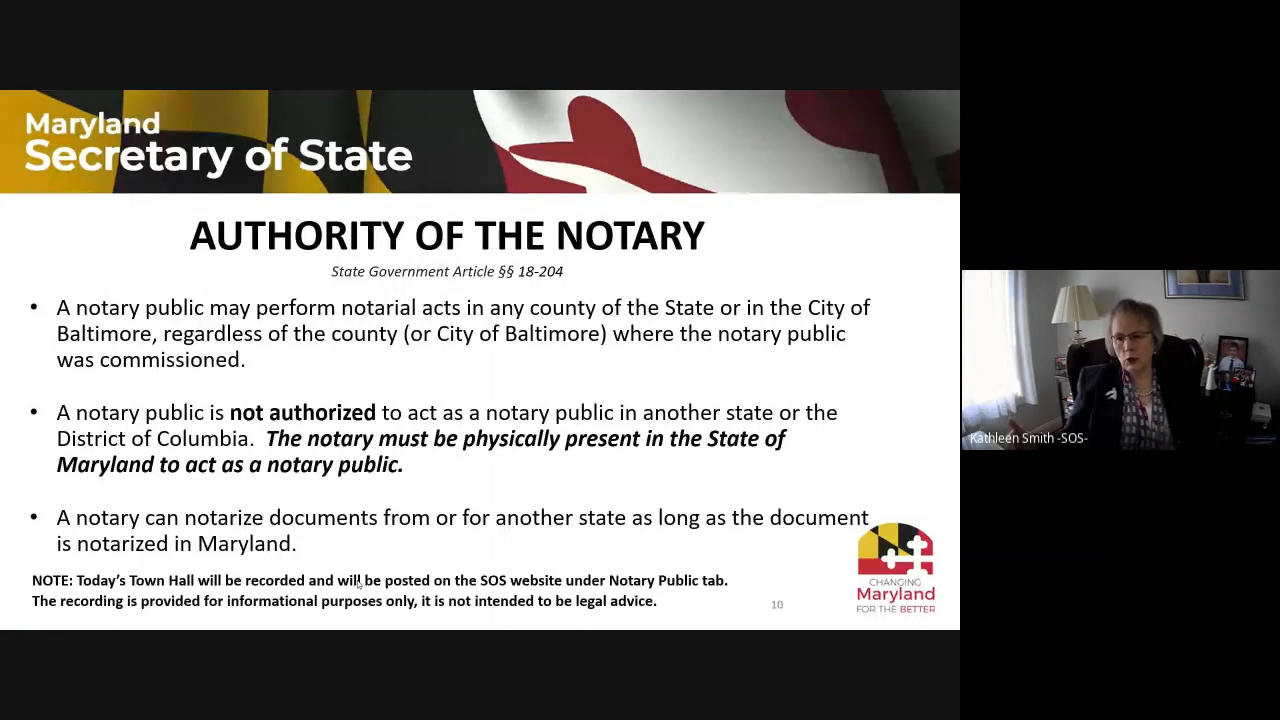 Maryland
Secretary of State
AUTHORITY OF THE NOTARY
State Government Article §§ 18-204
• A notary public may perform notarial acts in any county of the State or in the City of
Baltimore, regardless of the county (or City of Baltimore) where the notary public
was commissioned.
• A notary public is not authorized to act as a notary public in another state or the
District of Columbia. The notary must be physically present in the State of
Maryland to act as a notary public.
• A notary can notarize documents from or for another state as long as the document
is notarized in Maryland.
NOTE: Today's Town Hall will be recorded and will be posted on the SOS website under Notary Public tab.
The recording is provided for informational purposes only, it is not intended to be legal advice.
10
CHANGING
Maryland
FOR THE BETTER
Kathleen Smith -SOS-